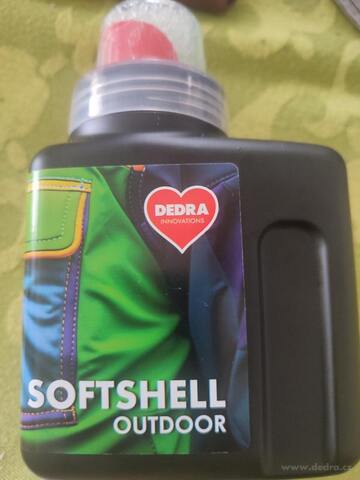 DEDRA
INNOVATIONS
SOFTSHELL
OUTDOOR
www.dedra.cz